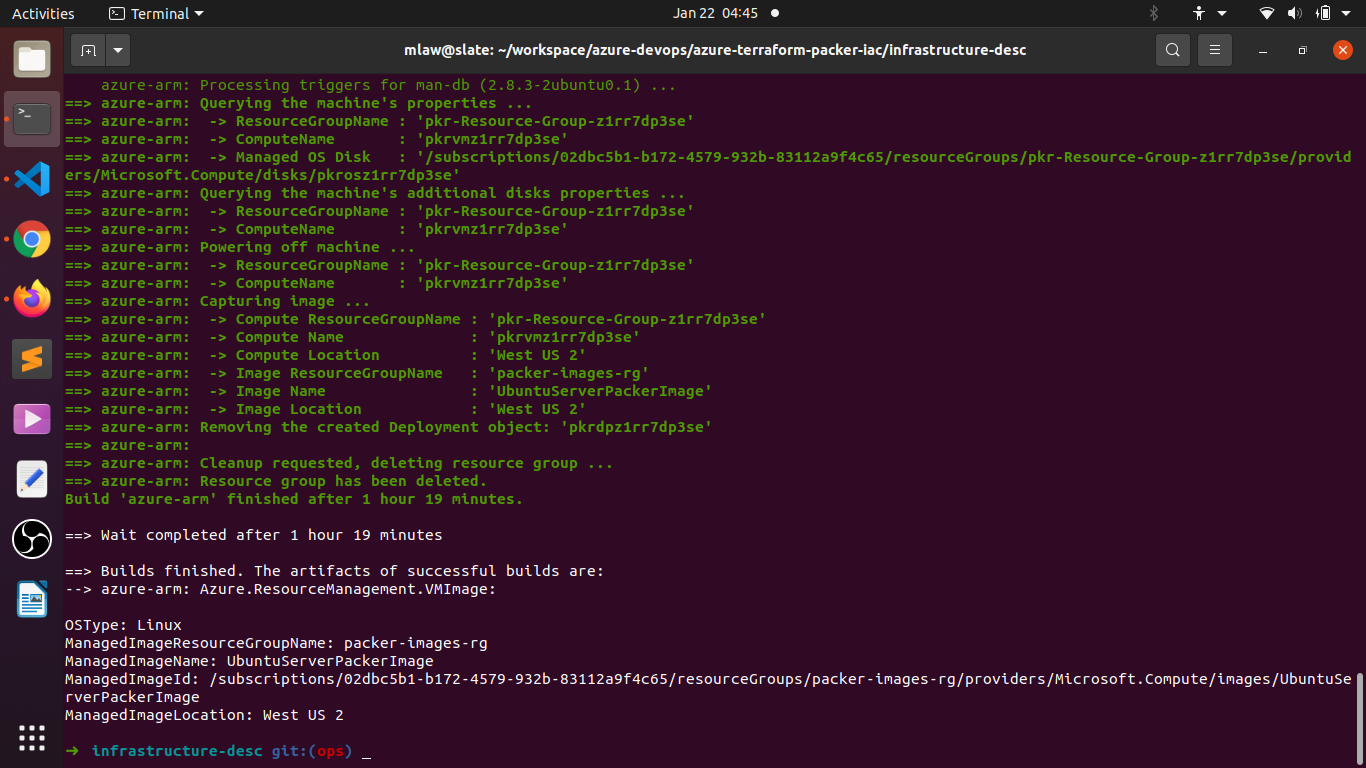 Activities
Terminal
Jan 22 04:45
mlaw@slate: ~/workspace/azure-devops/azure-terraform-packer-iac/infrastructure-desc
    azure-arm: Processing triggers for man-db (2.8.3-2ubuntu0.1) ...
==> azure-arm: Querying the machine's properties ...
==> azure-arm:  -> ResourceGroupName : 'pkr-Resource-Group-z1rr7dp3se'
==> azure-arm:  -> ComputeName       : 'pkrvmz1rr7dp3se'
==> azure-arm:  -> Managed OS Disk   : '/subscriptions/02dbc5b1-b172-4579-932b-83112a9f4c65/resourceGroups/pkr-Resource-Group-z1rr7dp3se/provid
ers/Microsoft.Compute/disks/pkrosz1rr7dp3se'
==> azure-arm: Querying the machine's additional disks properties ...
==> azure-arm:  -> ResourceGroupName : 'pkr-Resource-Group-z1rr7dp3se'
==> azure-arm:  -> ComputeName       : 'pkrvmz1rr7dp3se'
==> azure-arm: Powering off machine ...
==> azure-arm:  -> ResourceGroupName : 'pkr-Resource-Group-z1rr7dp3se'
==> azure-arm:  -> ComputeName       : 'pkrvmz1rr7dp3se'
==> azure-arm: Capturing image ...
==> azure-arm:  -> Compute ResourceGroupName : 'pkr-Resource-Group-z1rr7dp3se'
==> azure-arm:  -> Compute Name              : 'pkrvmz1rr7dp3se'
==> azure-arm:  -> Compute Location          : 'West US 2'
==> azure-arm:  -> Image ResourceGroupName   : 'packer-images-rg'
==> azure-arm:  -> Image Name                : 'UbuntuServerPackerImage'
==> azure-arm:  -> Image Location            : 'West US 2'
==> azure-arm: Removing the created Deployment object: 'pkrdpz1rr7dp3se'
==> azure-arm:
==> azure-arm: Cleanup requested, deleting resource group ...
==> azure-arm: Resource group has been deleted.
Build 'azure-arm' finished after 1 hour 19 minutes.
==> Wait completed after 1 hour 19 minutes
==> Builds finished. The artifacts of successful builds are:
--> azure-arm: Azure.ResourceManagement.VMImage:
OSType: Linux
ManagedImageResourceGroupName: packer-images-rg
ManagedImageName: UbuntuServerPackerImage
ManagedImageId: /subscriptions/02dbc5b1-b172-4579-932b-83112a9f4c65/resourceGroups/packer-images-rg/providers/Microsoft.Compute/images/UbuntuSe
rverPackerImage
ManagedImageLocation: West US 2
➜  infrastructure-desc git:(ops) _